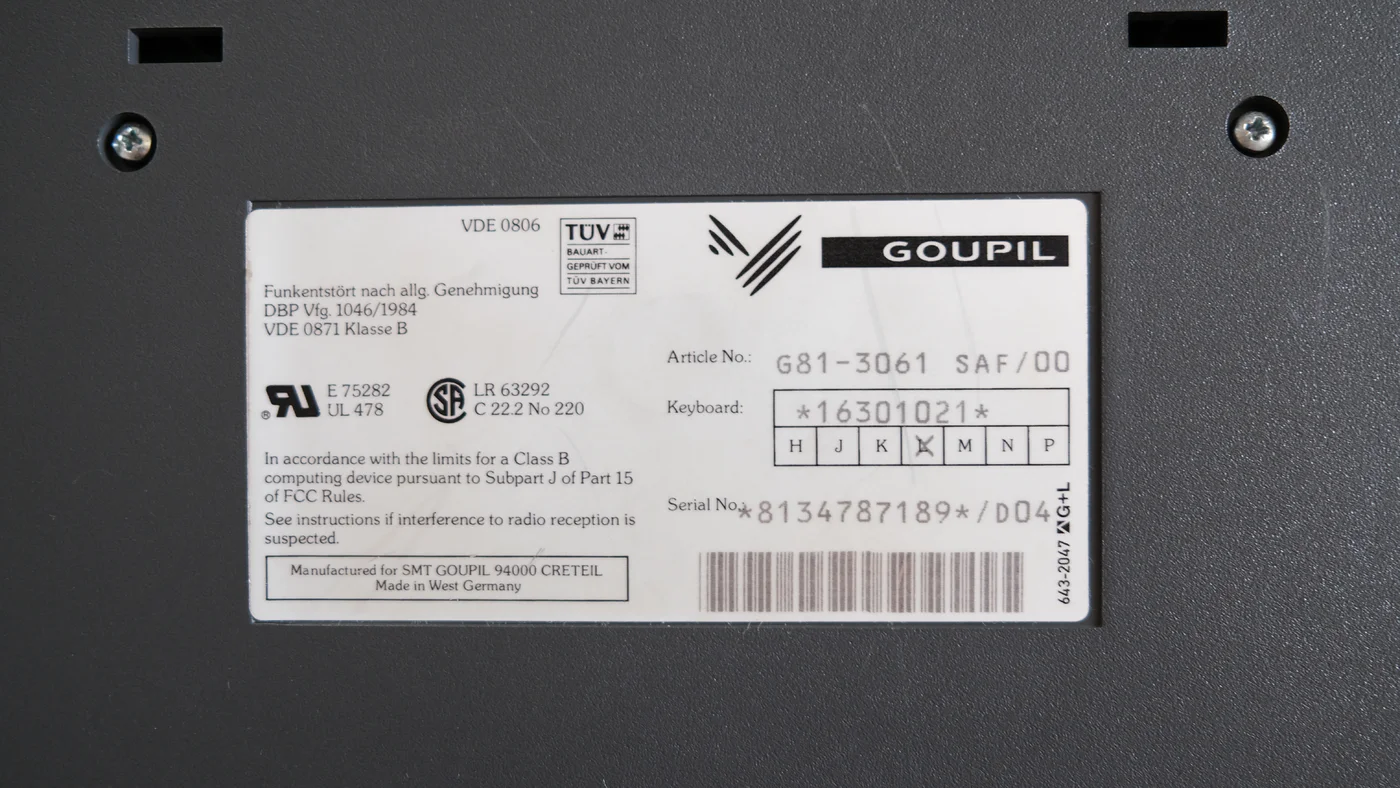 VDE 0806
TÜV
BAUART-
GEPRÜFT VOM
TÜV BAYERN
GOUPIL
Funkentstört nach allg. Genehmigung
DBP Vfg. 1046/1984
VDE 0871 Klasse B
Article No.: G81-3061 SAF/00
E 75282
UL 478
LR 63292
C 22.2 No 220
Keyboard: *16301021*
H J K L M N P
In accordance with the limits for a Class B
computing device pursuant to Subpart J of Part 15
of FCC Rules.
See instructions if interference to radio reception is
suspected.
Serial No.: *8134787189*/D04
Manufactured for SMT GOUPIL 94000 CRETEIL
Made in West Germany
643-2047 G+L